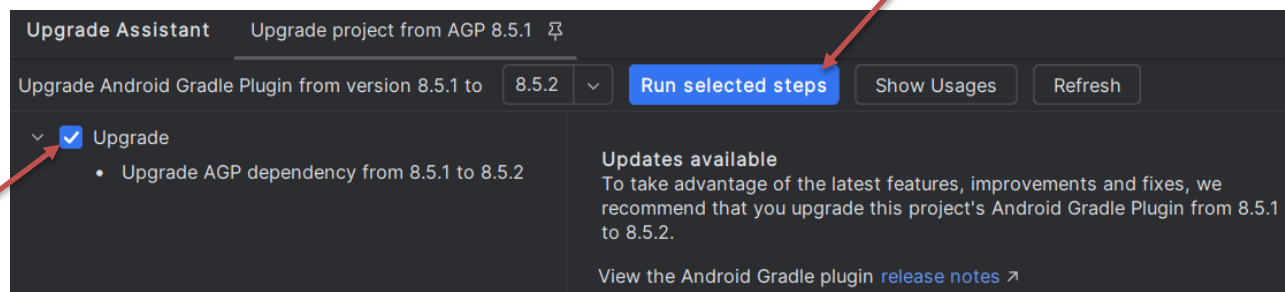 Upgrade Assistant Upgrade project from AGP 8.5.1
Upgrade Android Gradle Plugin from version 8.5.1 to 8.5.2 Run selected steps Show Usages Refresh
Upgrade
• Upgrade AGP dependency from 8.5.1 to 8.5.2
Updates available
To take advantage of the latest features, improvements and fixes, we
recommend that you upgrade this project's Android Gradle Plugin from 8.5.1
to 8.5.2.
View the Android Gradle plugin release notes ↗